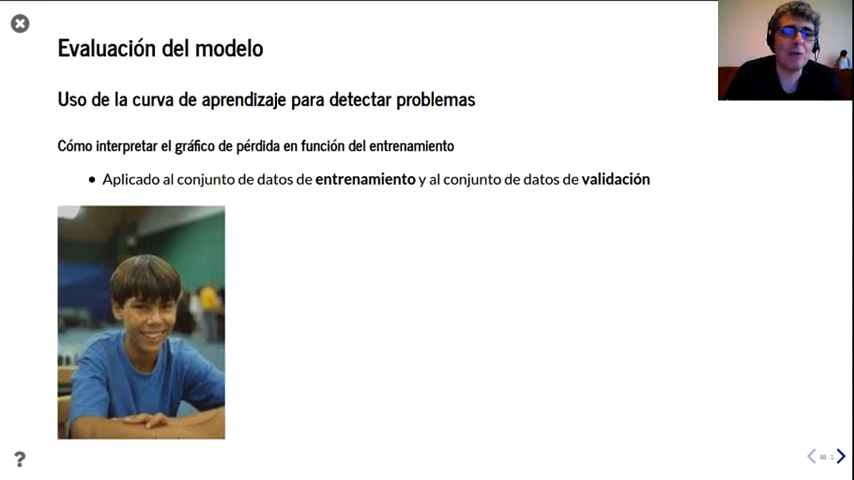 Evaluación del modelo
Uso de la curva de aprendizaje para detectar problemas
Cómo interpretar el gráfico de pérdida en función del entrenamiento
Aplicado al conjunto de datos de entrenamiento y al conjunto de datos de validación
?